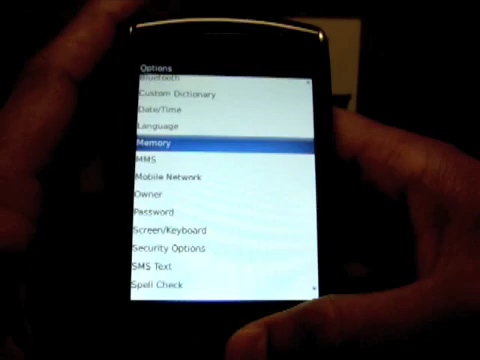 Options
Bluetooth
Custom Dictionary
Date/Time
Language
Memory
MMS
Mobile Network
Owner
Password
Screen/Keyboard
Security Options
SMS Text
Spell Check